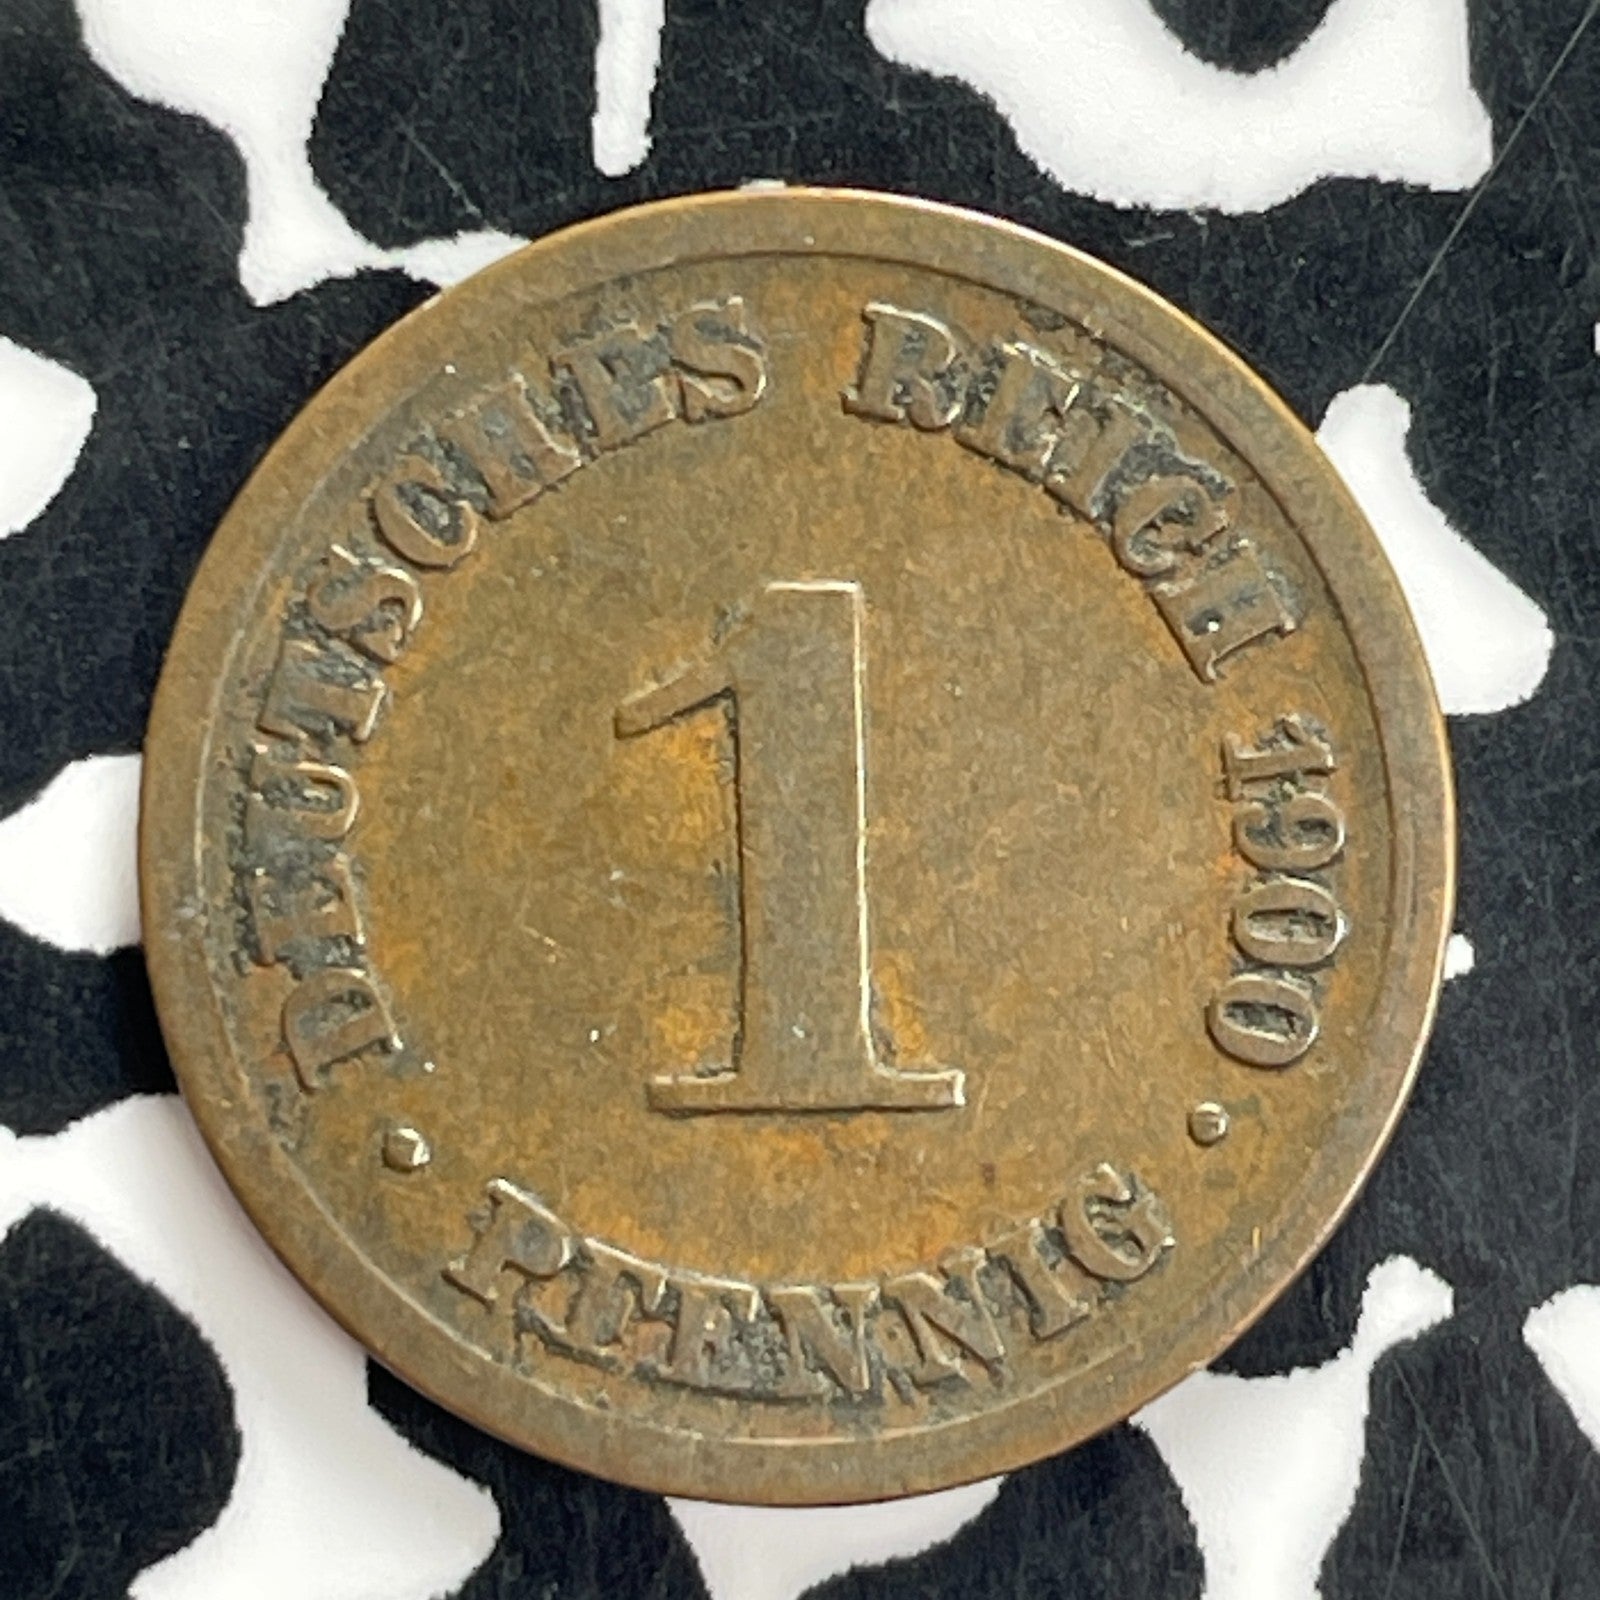 DEUTSCHES REICH 1900
1
· PFENNIG ·